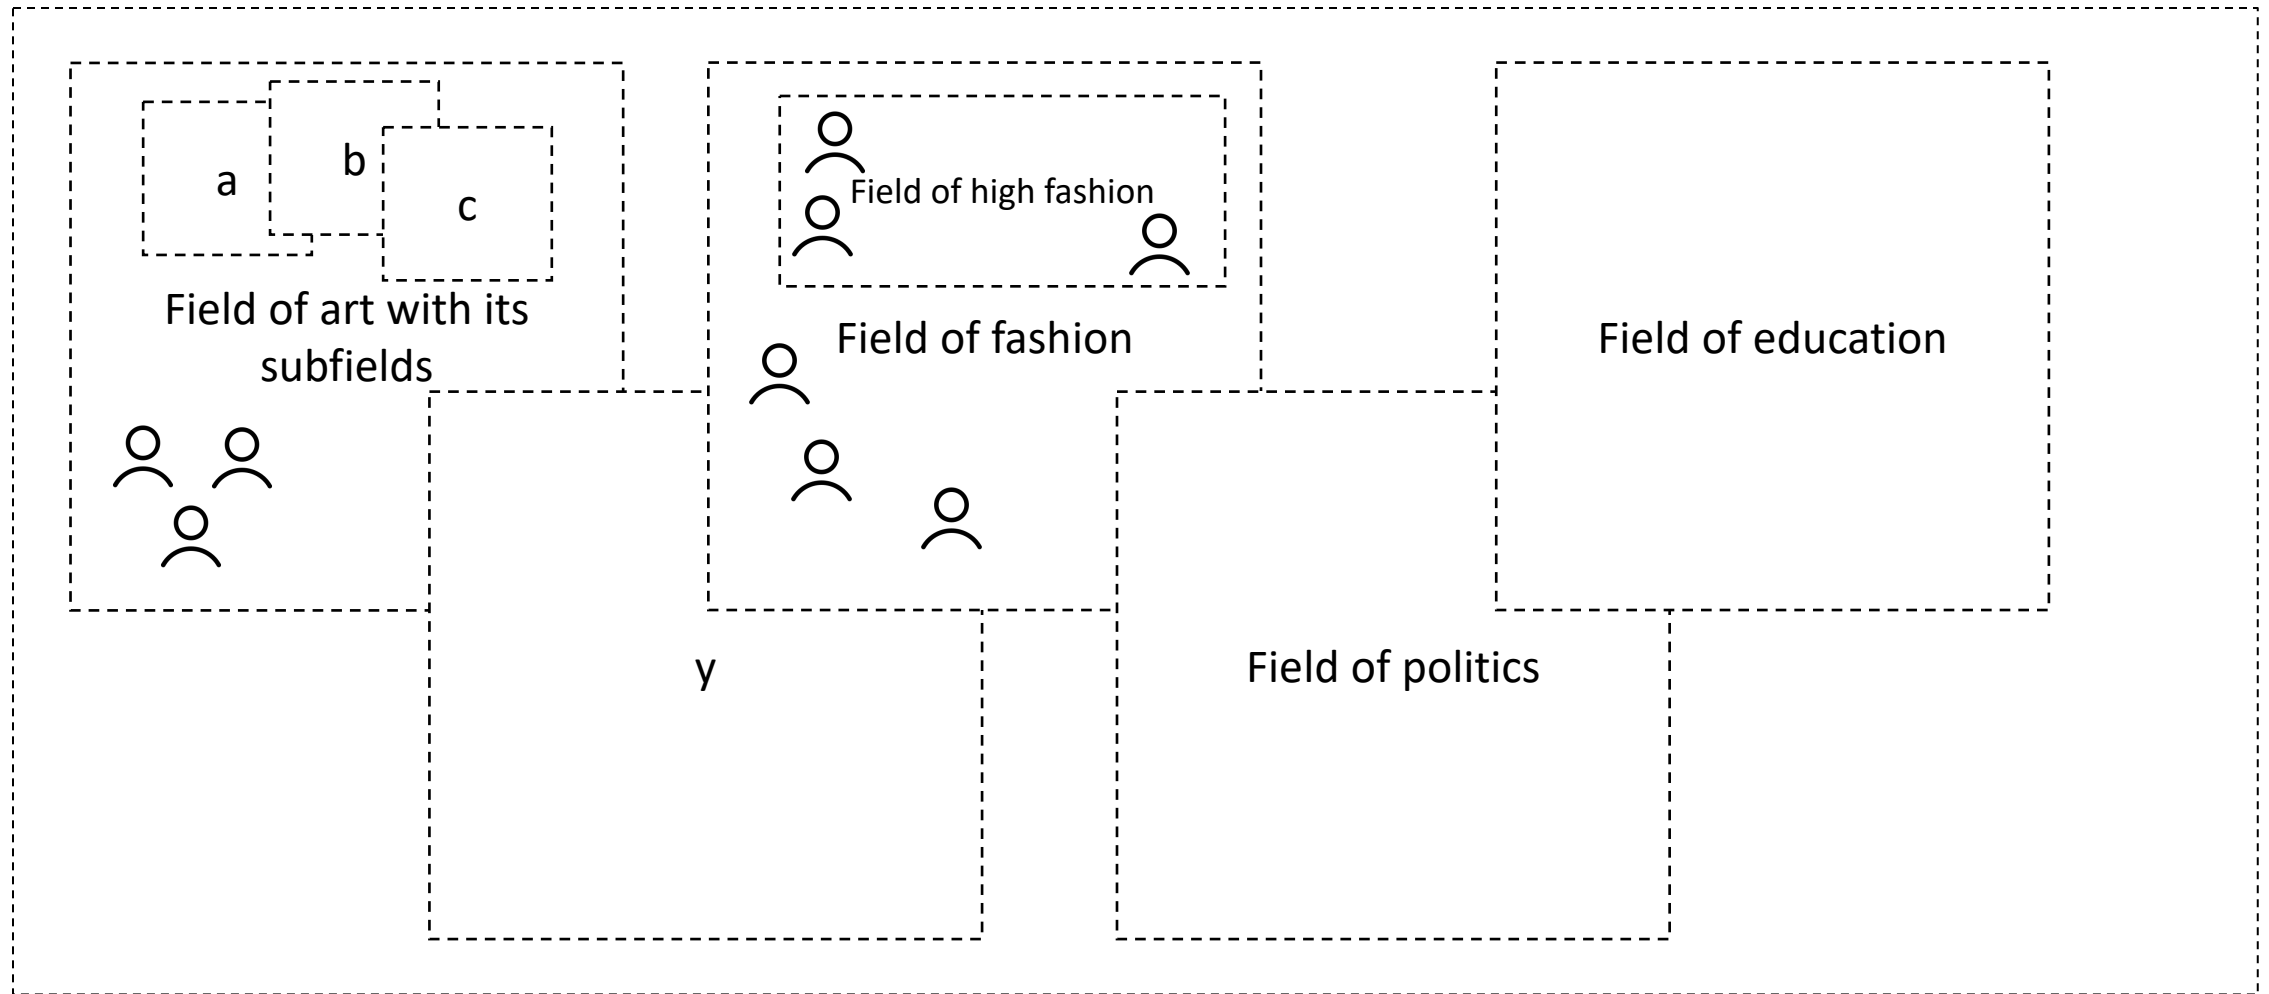 a
b
c
Field of art with its
subfields
Field of high fashion
Field of fashion
Field of education
y
Field of politics